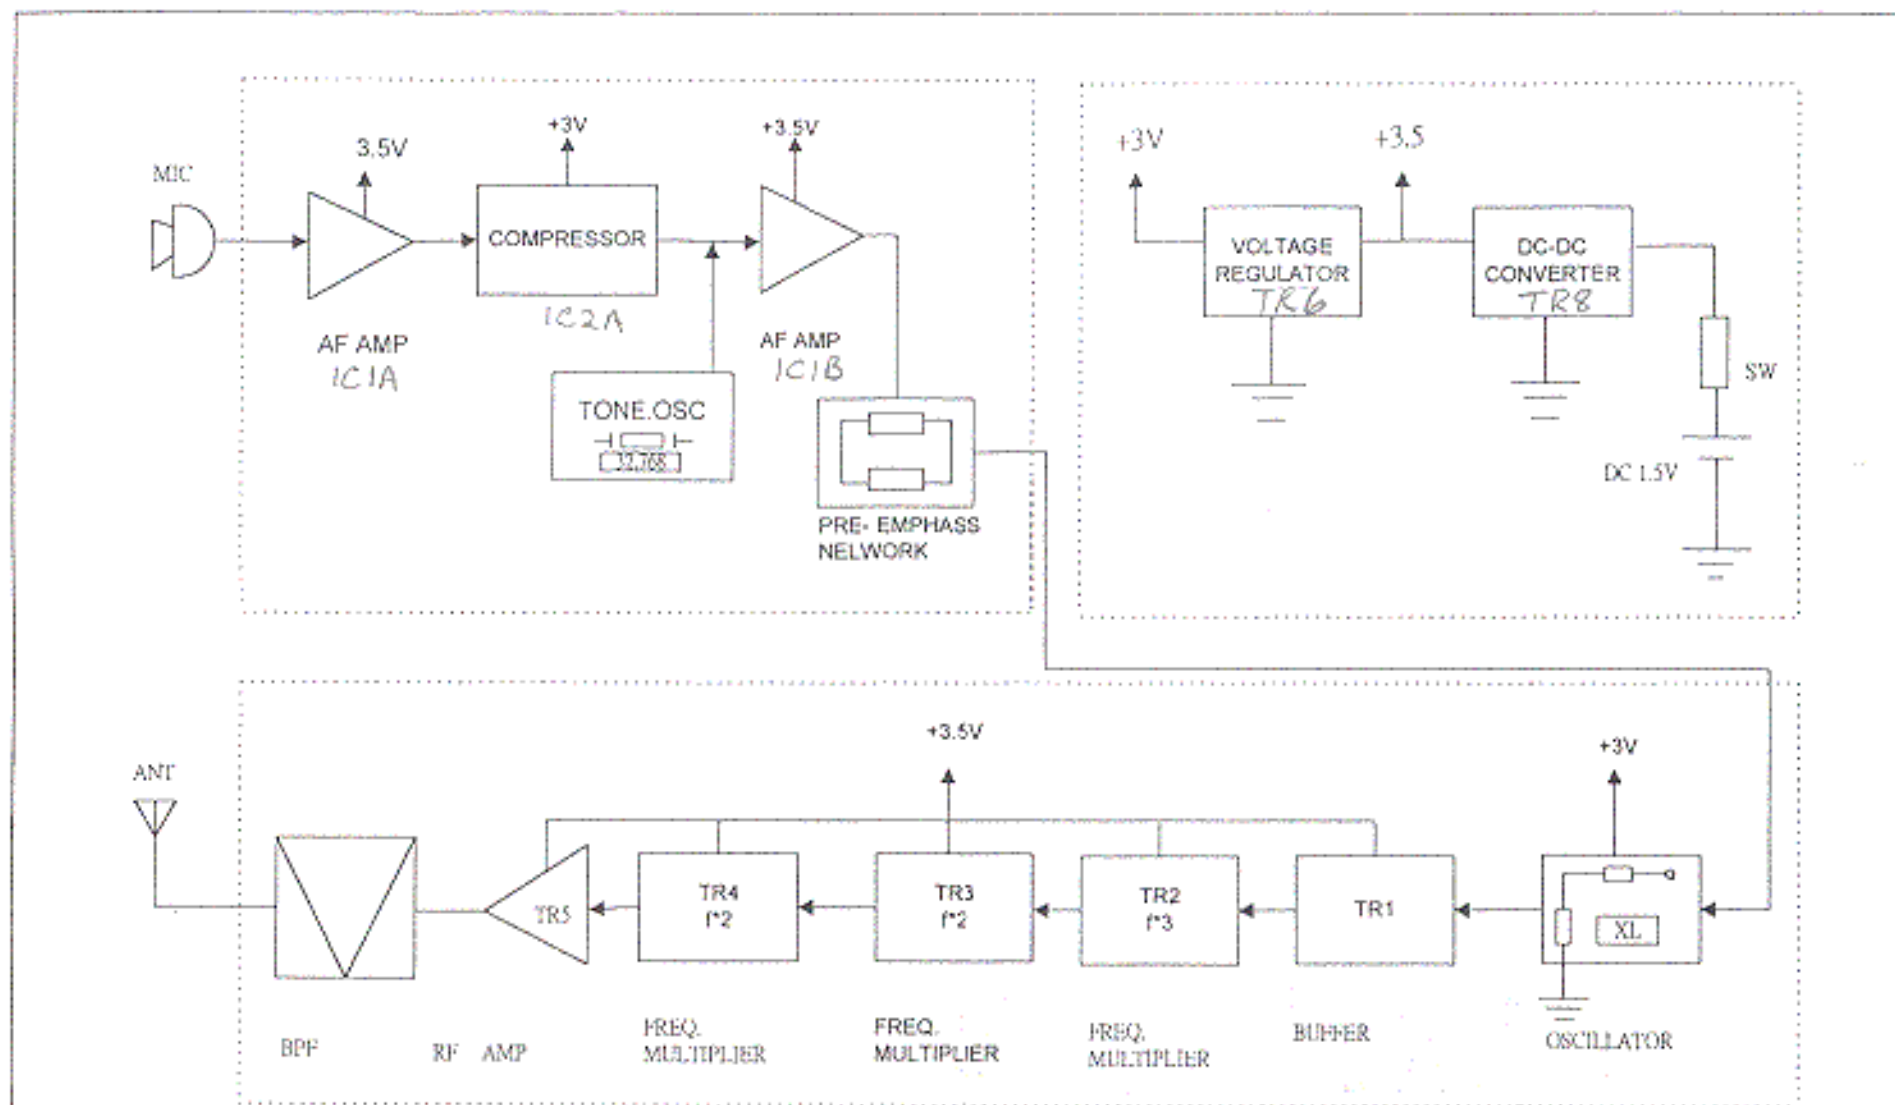 MIC
3.5V
+3V
+3.5V
COMPRESSOR
IC2A
AF AMP
IC1A
AF AMP
IC1B
TONE.OSC
32.768
PRE- EMPHASS
NELWORK
+3V
+3.5
VOLTAGE
REGULATOR
TR6
DC-DC
CONVERTER
TR8
SW
DC 1.5V
ANT
+3.5V
+3V
TR5
TR4
f*2
TR3
f*2
TR2
f*3
TR1
XL
BPF
RF AMP
FREQ.
MULTIPLIER
FREQ.
MULTIPLIER
FREQ.
MULTIPLIER
BUFFER
OSCILLATOR